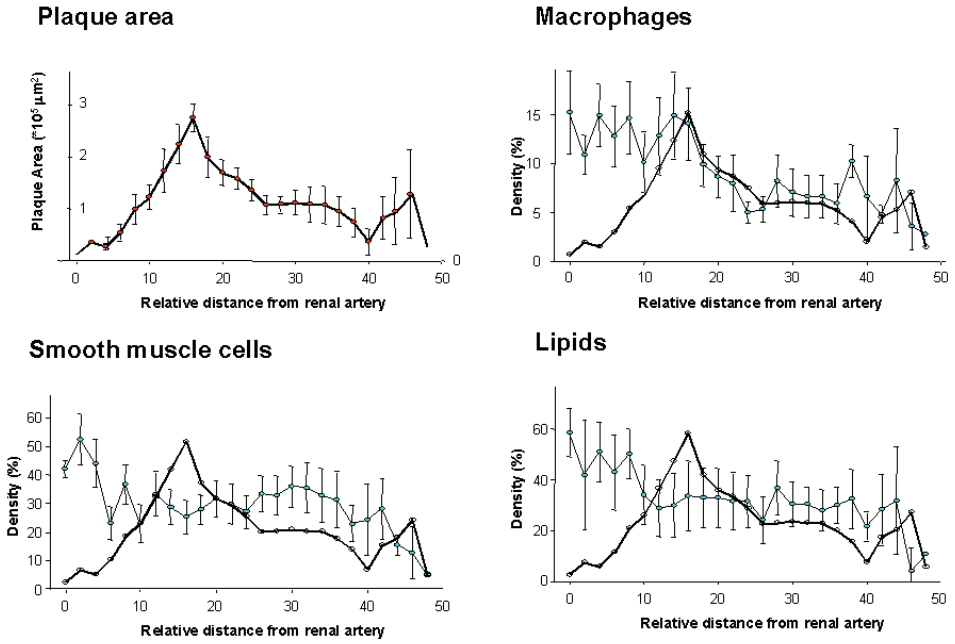 Plaque area
Plaque Area (*10⁵ µm²)
3
2
1
0
0 10 20 30 40 50
Relative distance from renal artery
Macrophages
Density (%)
15
10
5
0
0 10 20 30 40 50
Relative distance from renal artery
Smooth muscle cells
Density (%)
60
50
40
30
20
10
0
0 10 20 30 40 50
Relative distance from renal artery
Lipids
Density (%)
60
40
20
0
0 10 20 30 40 50
Relative distance from renal artery